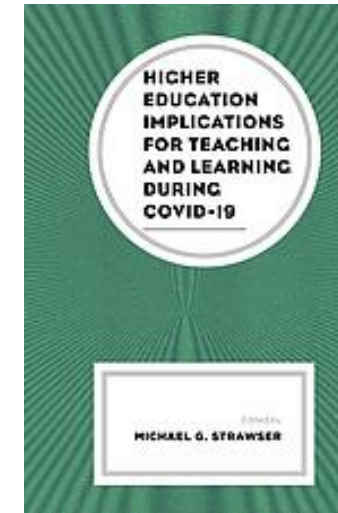 HIGHER
EDUCATION
IMPLICATIONS
FOR TEACHING
AND LEARNING
DURING
COVID-19
Edited by
MICHAEL G. STRAWSER